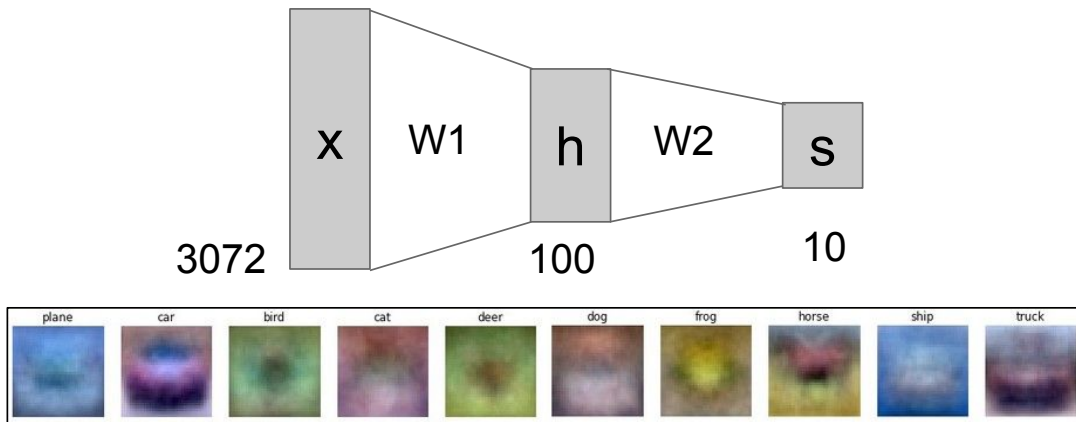 x W1 h W2 s
3072 100 10
plane car bird cat deer dog frog horse ship truck